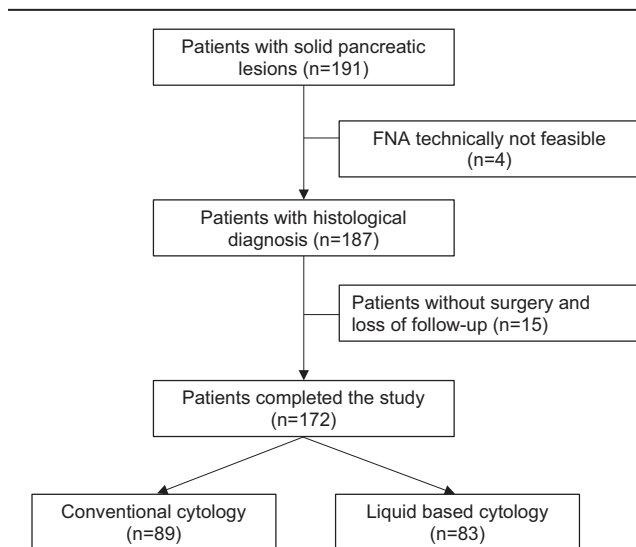 Patients with solid pancreatic
lesions (n=191)
FNA technically not feasible
(n=4)
Patients with histological
diagnosis (n=187)
Patients without surgery and
loss of follow-up (n=15)
Patients completed the study
(n=172)
Conventional cytology
(n=89)
Liquid based cytology
(n=83)